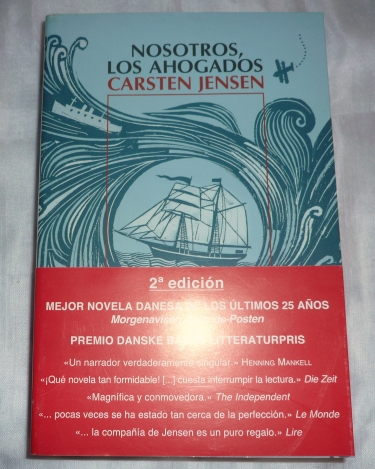 NOSOTROS,
LOS AHOGADOS
CARSTEN JENSEN
2ª edición
MEJOR NOVELA DANESA DE LOS ÚLTIMOS 25 AÑOS
Morgenavisen -Posten
PREMIO DANSKE LITTERATURPRIS
«Un narrador verdaderamente singular.» HENNING MANKELL
«¡Qué novela tan formidable! [...] cuesta interrumpir la lectura.» Die Zeit
«Magnífica y conmovedora.» The Independent
«... pocas veces se ha estado tan cerca de la perfección.» Le Monde
«... la compañía de Jensen es un puro regalo.» Lire